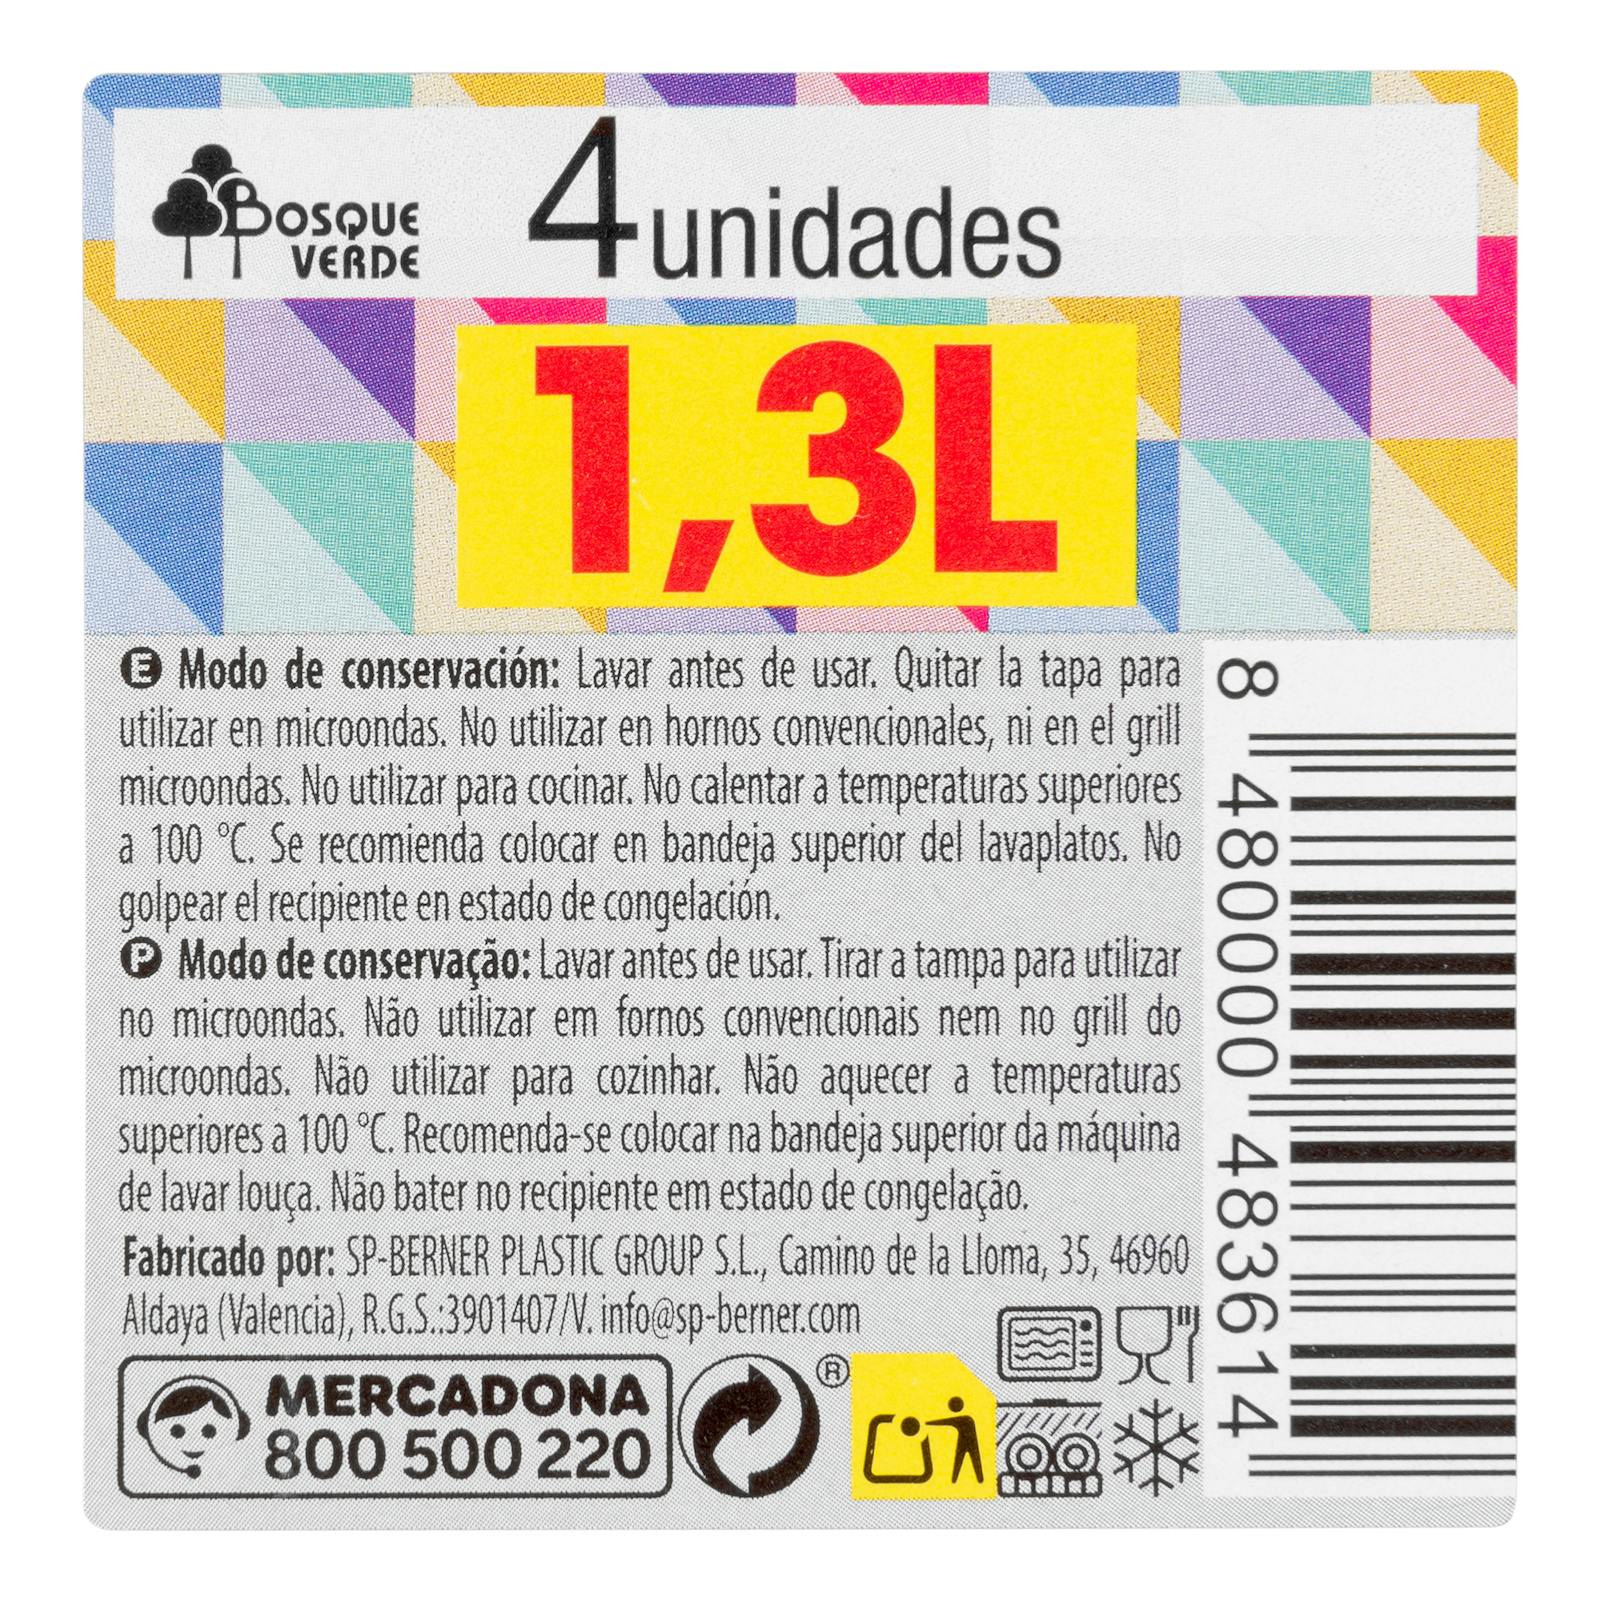 BOSQUE
VERDE
4 unidades
1,3L
E Modo de conservación: Lavar antes de usar. Quitar la tapa para
utilizar en microondas. No utilizar en hornos convencionales, ni en el grill
microondas. No utilizar para cocinar. No calentar a temperaturas superiores
a 100 °C. Se recomienda colocar en bandeja superior del lavaplatos. No
golpear el recipiente en estado de congelación.
P Modo de conservação: Lavar antes de usar. Tirar a tampa para utilizar
no microondas. Não utilizar em fornos convencionais nem no grill do
microondas. Não utilizar para cozinhar. Não aquecer a temperaturas
superiores a 100 °C. Recomenda-se colocar na bandeja superior da máquina
de lavar louça. Não bater no recipiente em estado de congelação.
Fabricado por: SP-BERNER PLASTIC GROUP S.L., Camino de la Lloma, 35, 46960
Aldaya (Valencia), R.G.S.:3901407/V. info@sp-berner.com
MERCADONA
800 500 220
®
8 480000 483614